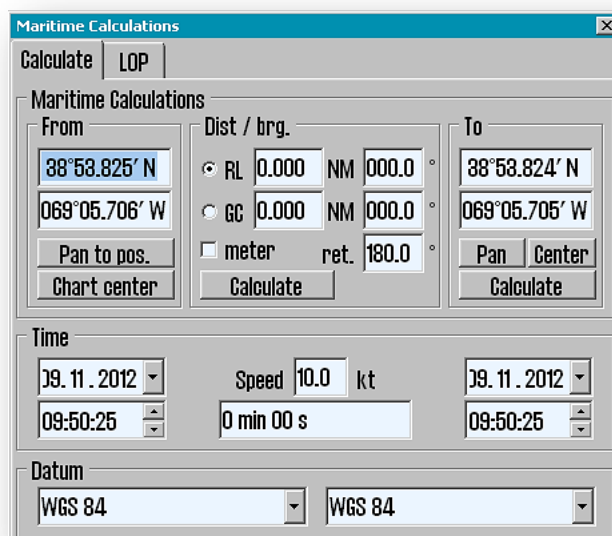 Maritime Calculations
Calculate LOP
Maritime Calculations
From Dist / brg. To
38°53.825′ N RL 0.000 NM 000.0 ° 38°53.824′ N
069°05.706′ W GC 0.000 NM 000.0 ° 069°05.705′ W
Pan to pos. meter ret. 180.0 ° Pan Center
Chart center Calculate Calculate
Time
09. 11 . 2012 Speed 10.0 kt 09. 11 . 2012
09:50:25 0 min 00 s 09:50:25
Datum
WGS 84 WGS 84